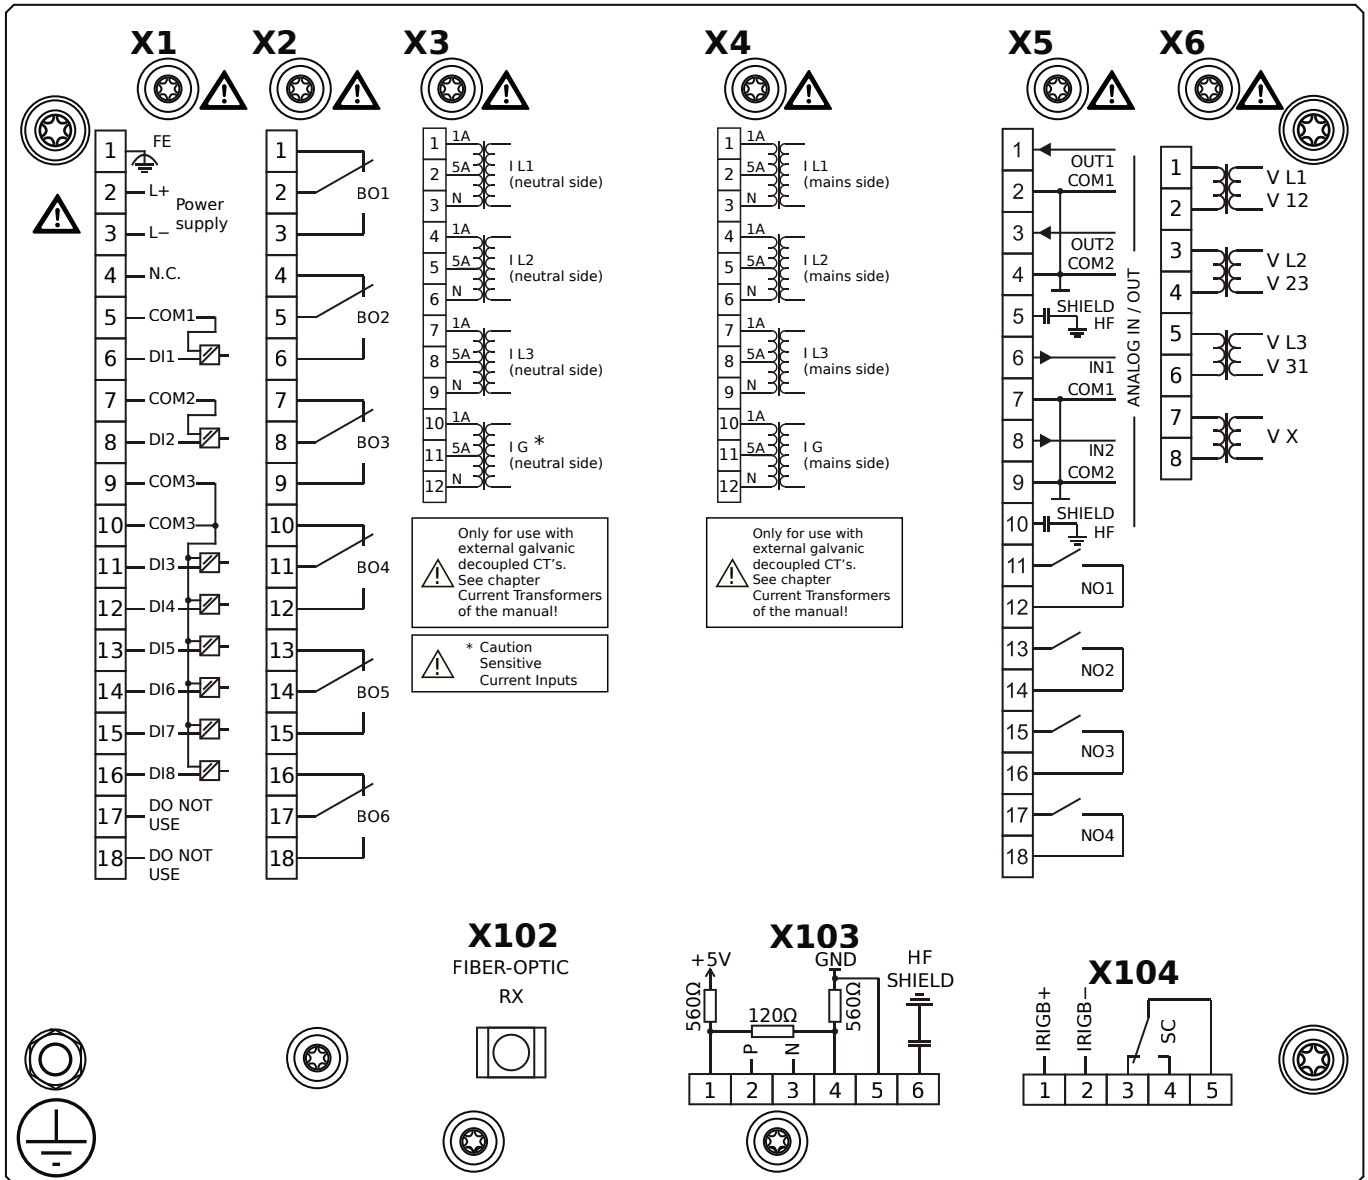 X1
1 FE
2 L+ Power
3 L− supply
4 N.C.
5 COM1
6 DI1
7 COM2
8 DI2
9 COM3
10 COM3
11 DI3
12 DI4
13 DI5
14 DI6
15 DI7
16 DI8
17 DO NOT
USE
18 DO NOT
USE
X2
1
2 BO1
3
4
5 BO2
6
7
8 BO3
9
10
11 BO4
12
13
14 BO5
15
16
17 BO6
18
X3
1 1A
2 5A I L1
(neutral side)
3 N
4 1A
5 5A I L2
(neutral side)
6 N
7 1A
8 5A I L3
(neutral side)
9 N
10 1A
11 5A I G *
(neutral side)
12 N
Only for use with
external galvanic
decoupled CT’s.
See chapter
Current Transformers
of the manual!
* Caution
Sensitive
Current Inputs
X4
1 1A
2 5A I L1
(mains side)
3 N
4 1A
5 5A I L2
(mains side)
6 N
7 1A
8 5A I L3
(mains side)
9 N
10 1A
11 5A I G
(mains side)
12 N
Only for use with
external galvanic
decoupled CT’s.
See chapter
Current Transformers
of the manual!
X5
1 OUT1
2 COM1
3 OUT2
4 COM2
5 SHIELD
HF
6 IN1
7 COM1
8 IN2
9 COM2
10 SHIELD
HF
ANALOG IN / OUT
11
NO1
12
13
NO2
14
15
NO3
16
17
NO4
18
X6
1 V L1
2 V 12
3 V L2
4 V 23
5 V L3
6 V 31
7 V X
8
X102
FIBER-OPTIC
RX
X103
+5V GND HF
SHIELD
560Ω 120Ω 560Ω
P N
1 2 3 4 5 6
X104
IRIGB+ IRIGB− SC
1 2 3 4 5